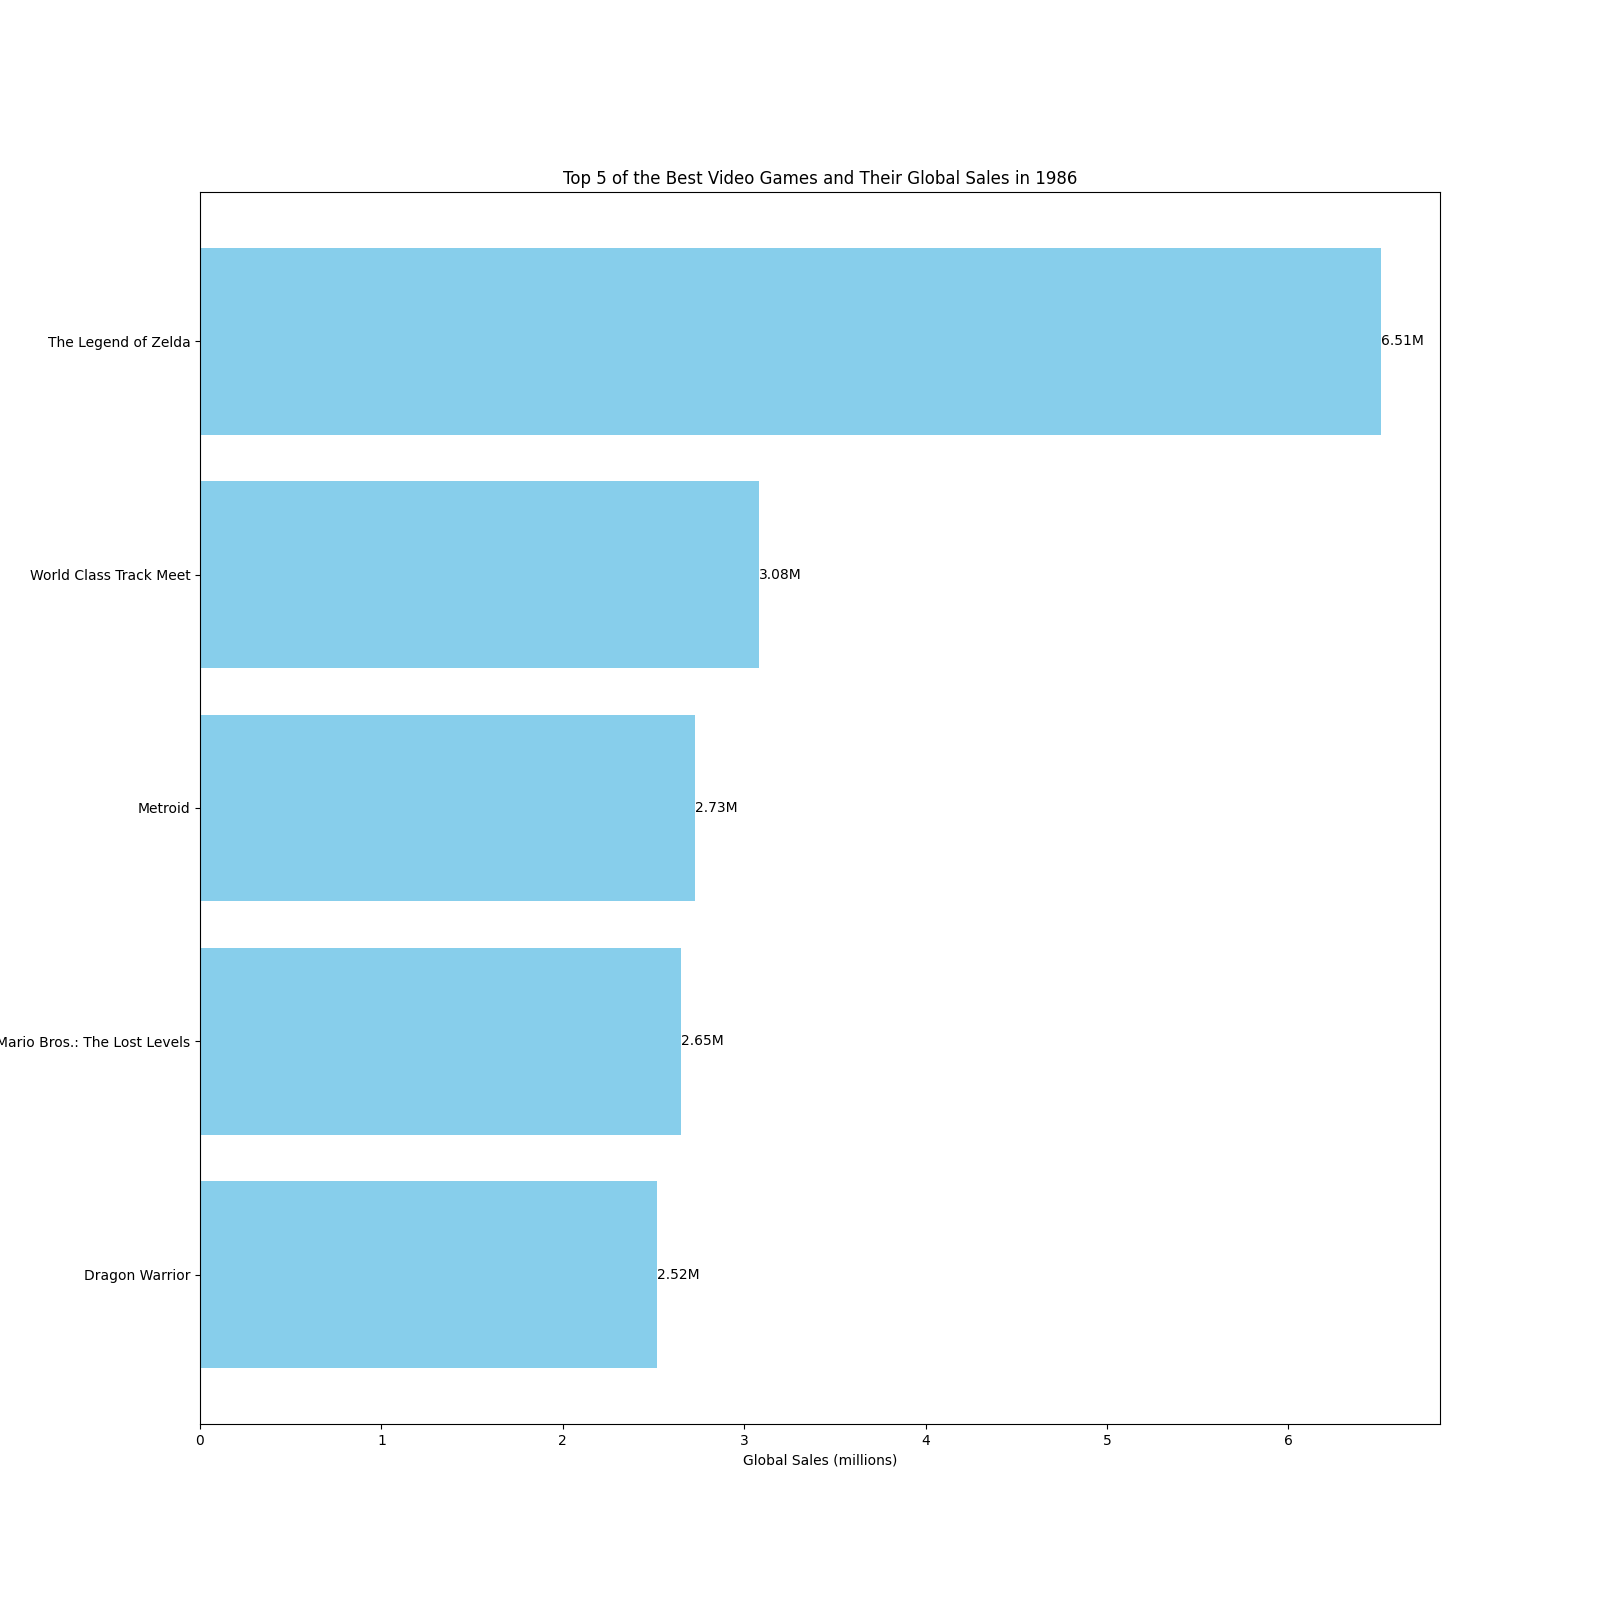 Top 5 of the Best Video Games and Their Global Sales in 1986
The Legend of Zelda
6.51M
World Class Track Meet
3.08M
Metroid
2.73M
Mario Bros.: The Lost Levels
2.65M
Dragon Warrior
2.52M
0 1 2 3 4 5 6
Global Sales (millions)